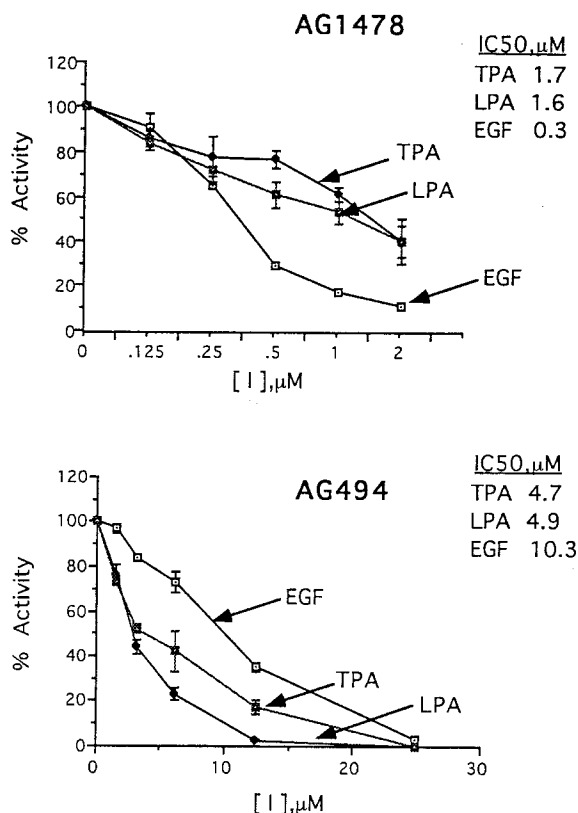 AG1478
IC50,μM
TPA 1.7
LPA 1.6
EGF 0.3
120
100
80
60
40
20
0
% Activity
TPA
LPA
EGF
0 .125 .25 .5 1 2
[ I ],μM
AG494
IC50,μM
TPA 4.7
LPA 4.9
EGF 10.3
120
100
80
60
40
20
0
% Activity
EGF
TPA
LPA
0 10 20 30
[ I ],μM